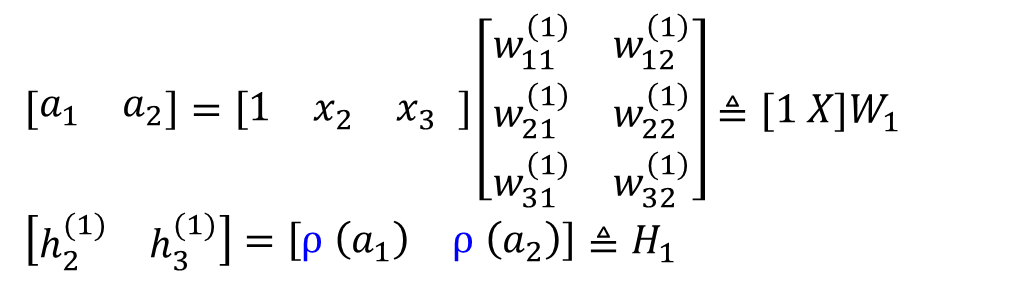 [a₁ a₂] = [1 x₂ x₃ ] [w₁₁⁽¹⁾ w₁₂⁽¹⁾; w₂₁⁽¹⁾ w₂₂⁽¹⁾; w₃₁⁽¹⁾ w₃₂⁽¹⁾] ≜ [1 X]W₁
[h₂⁽¹⁾ h₃⁽¹⁾] = [ρ (a₁) ρ (a₂)] ≜ H₁